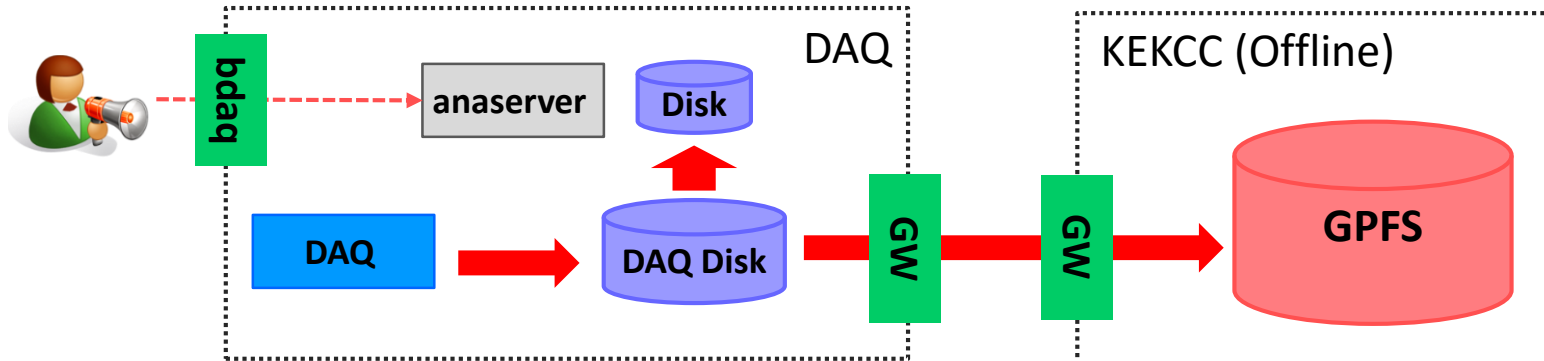 DAQ
KEKCC (Offline)
bdaq
anaserver
Disk
DAQ
DAQ Disk
GW
GW
GPFS